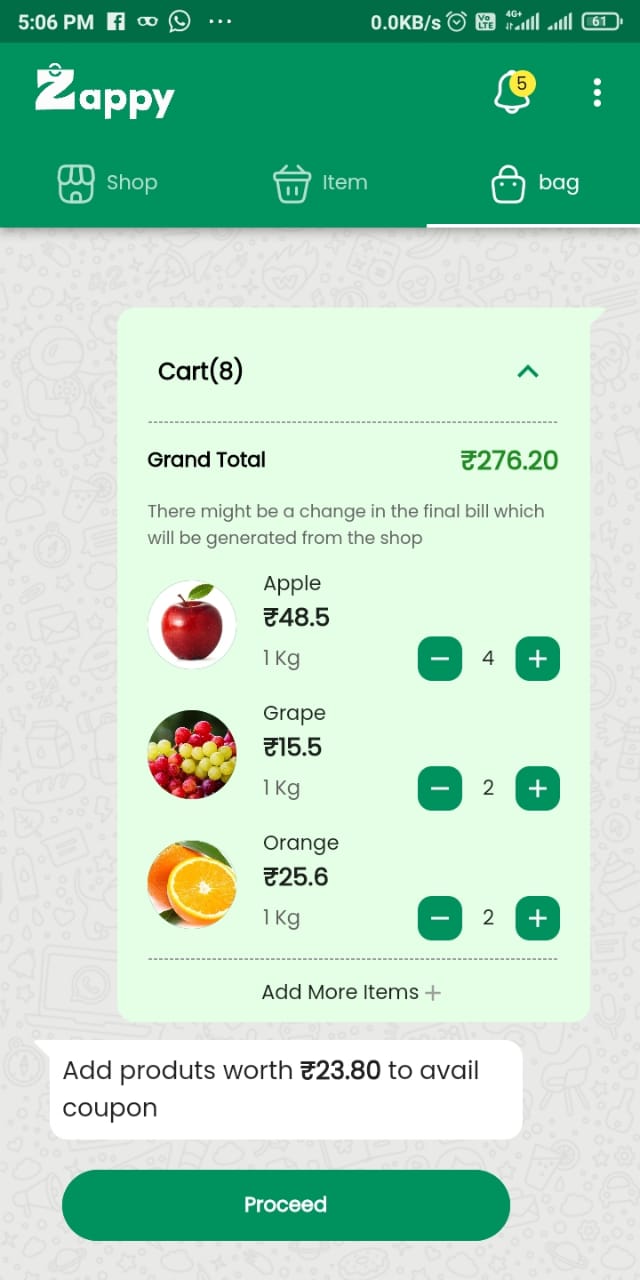 5:06 PM ... 0.0KB/s Vo LTE 4G+ 61
Zappy 5
Shop Item bag
Cart(8)
Grand Total ₹276.20
There might be a change in the final bill which
will be generated from the shop
Apple
₹48.5
1 Kg − 4 +
Grape
₹15.5
1 Kg − 2 +
Orange
₹25.6
1 Kg − 2 +
Add More Items +
Add produts worth ₹23.80 to avail
coupon
Proceed